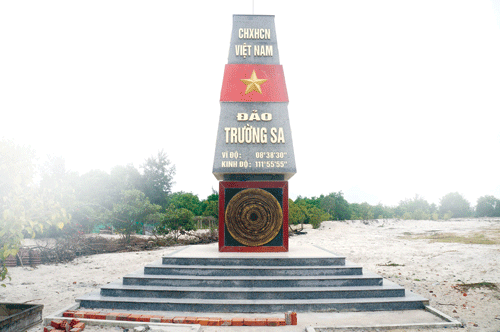 CHXHCN
VIỆT NAM
ĐẢO
TRƯỜNG SA
VĨ ĐỘ: 08°38'30"
KINH ĐỘ: 111°55'55"